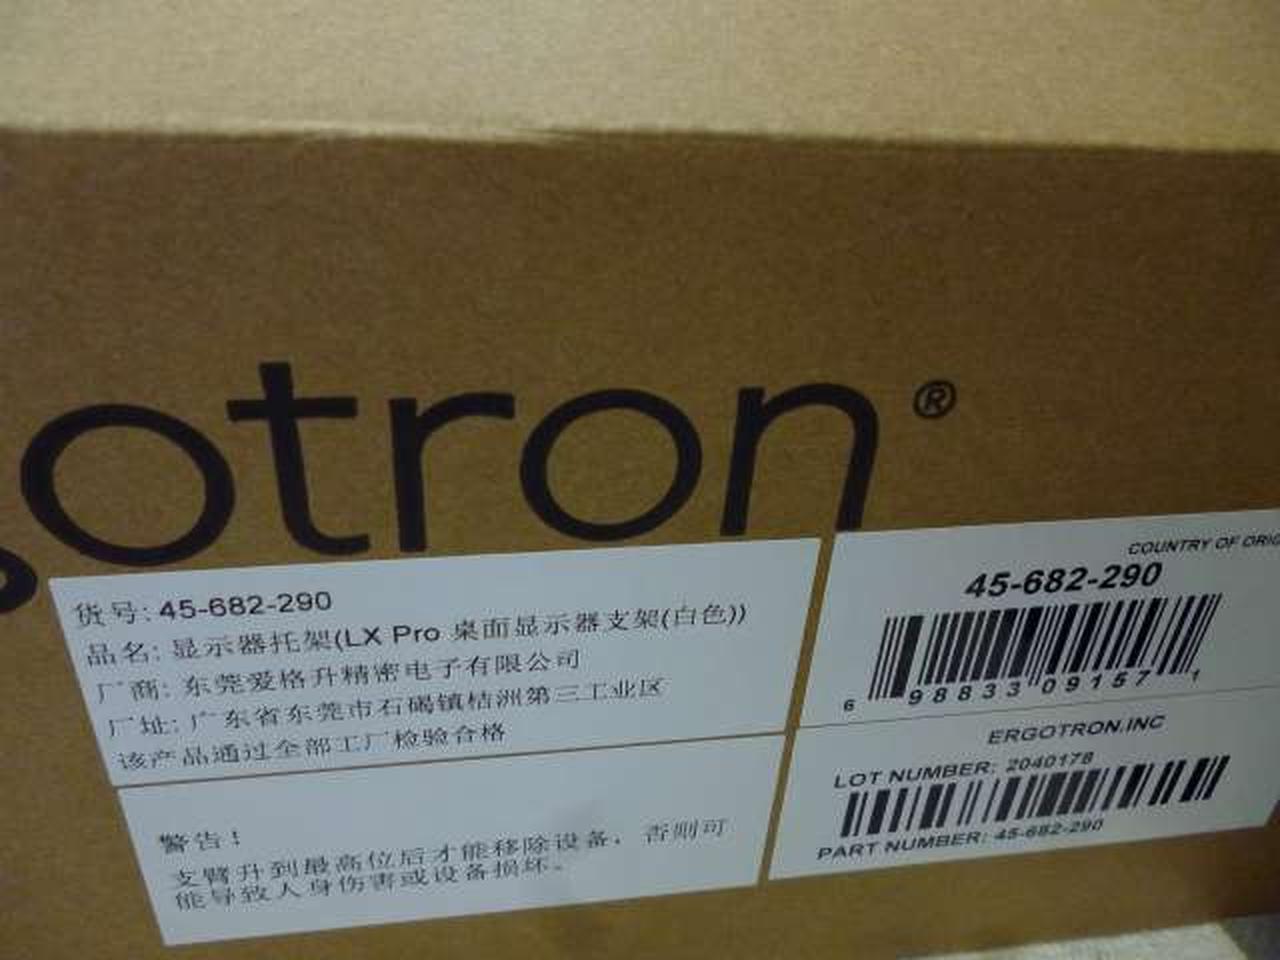 gotron®
货号: 45-682-290
品名: 显示器托架(LX Pro 桌面显示器支架(白色))
厂商: 东莞爱格升精密电子有限公司
厂址: 广东省东莞市石碣镇桔洲第三工业区
该产品通过全部工厂检验合格
警告!
支臂升到最高位后才能移除设备，否则可
能导致人身伤害或设备损坏。
COUNTRY OF ORIG
45-682-290
6 98833 09157 1
ERGOTRON.INC
LOT NUMBER: 2040178
PART NUMBER: 45-682-290